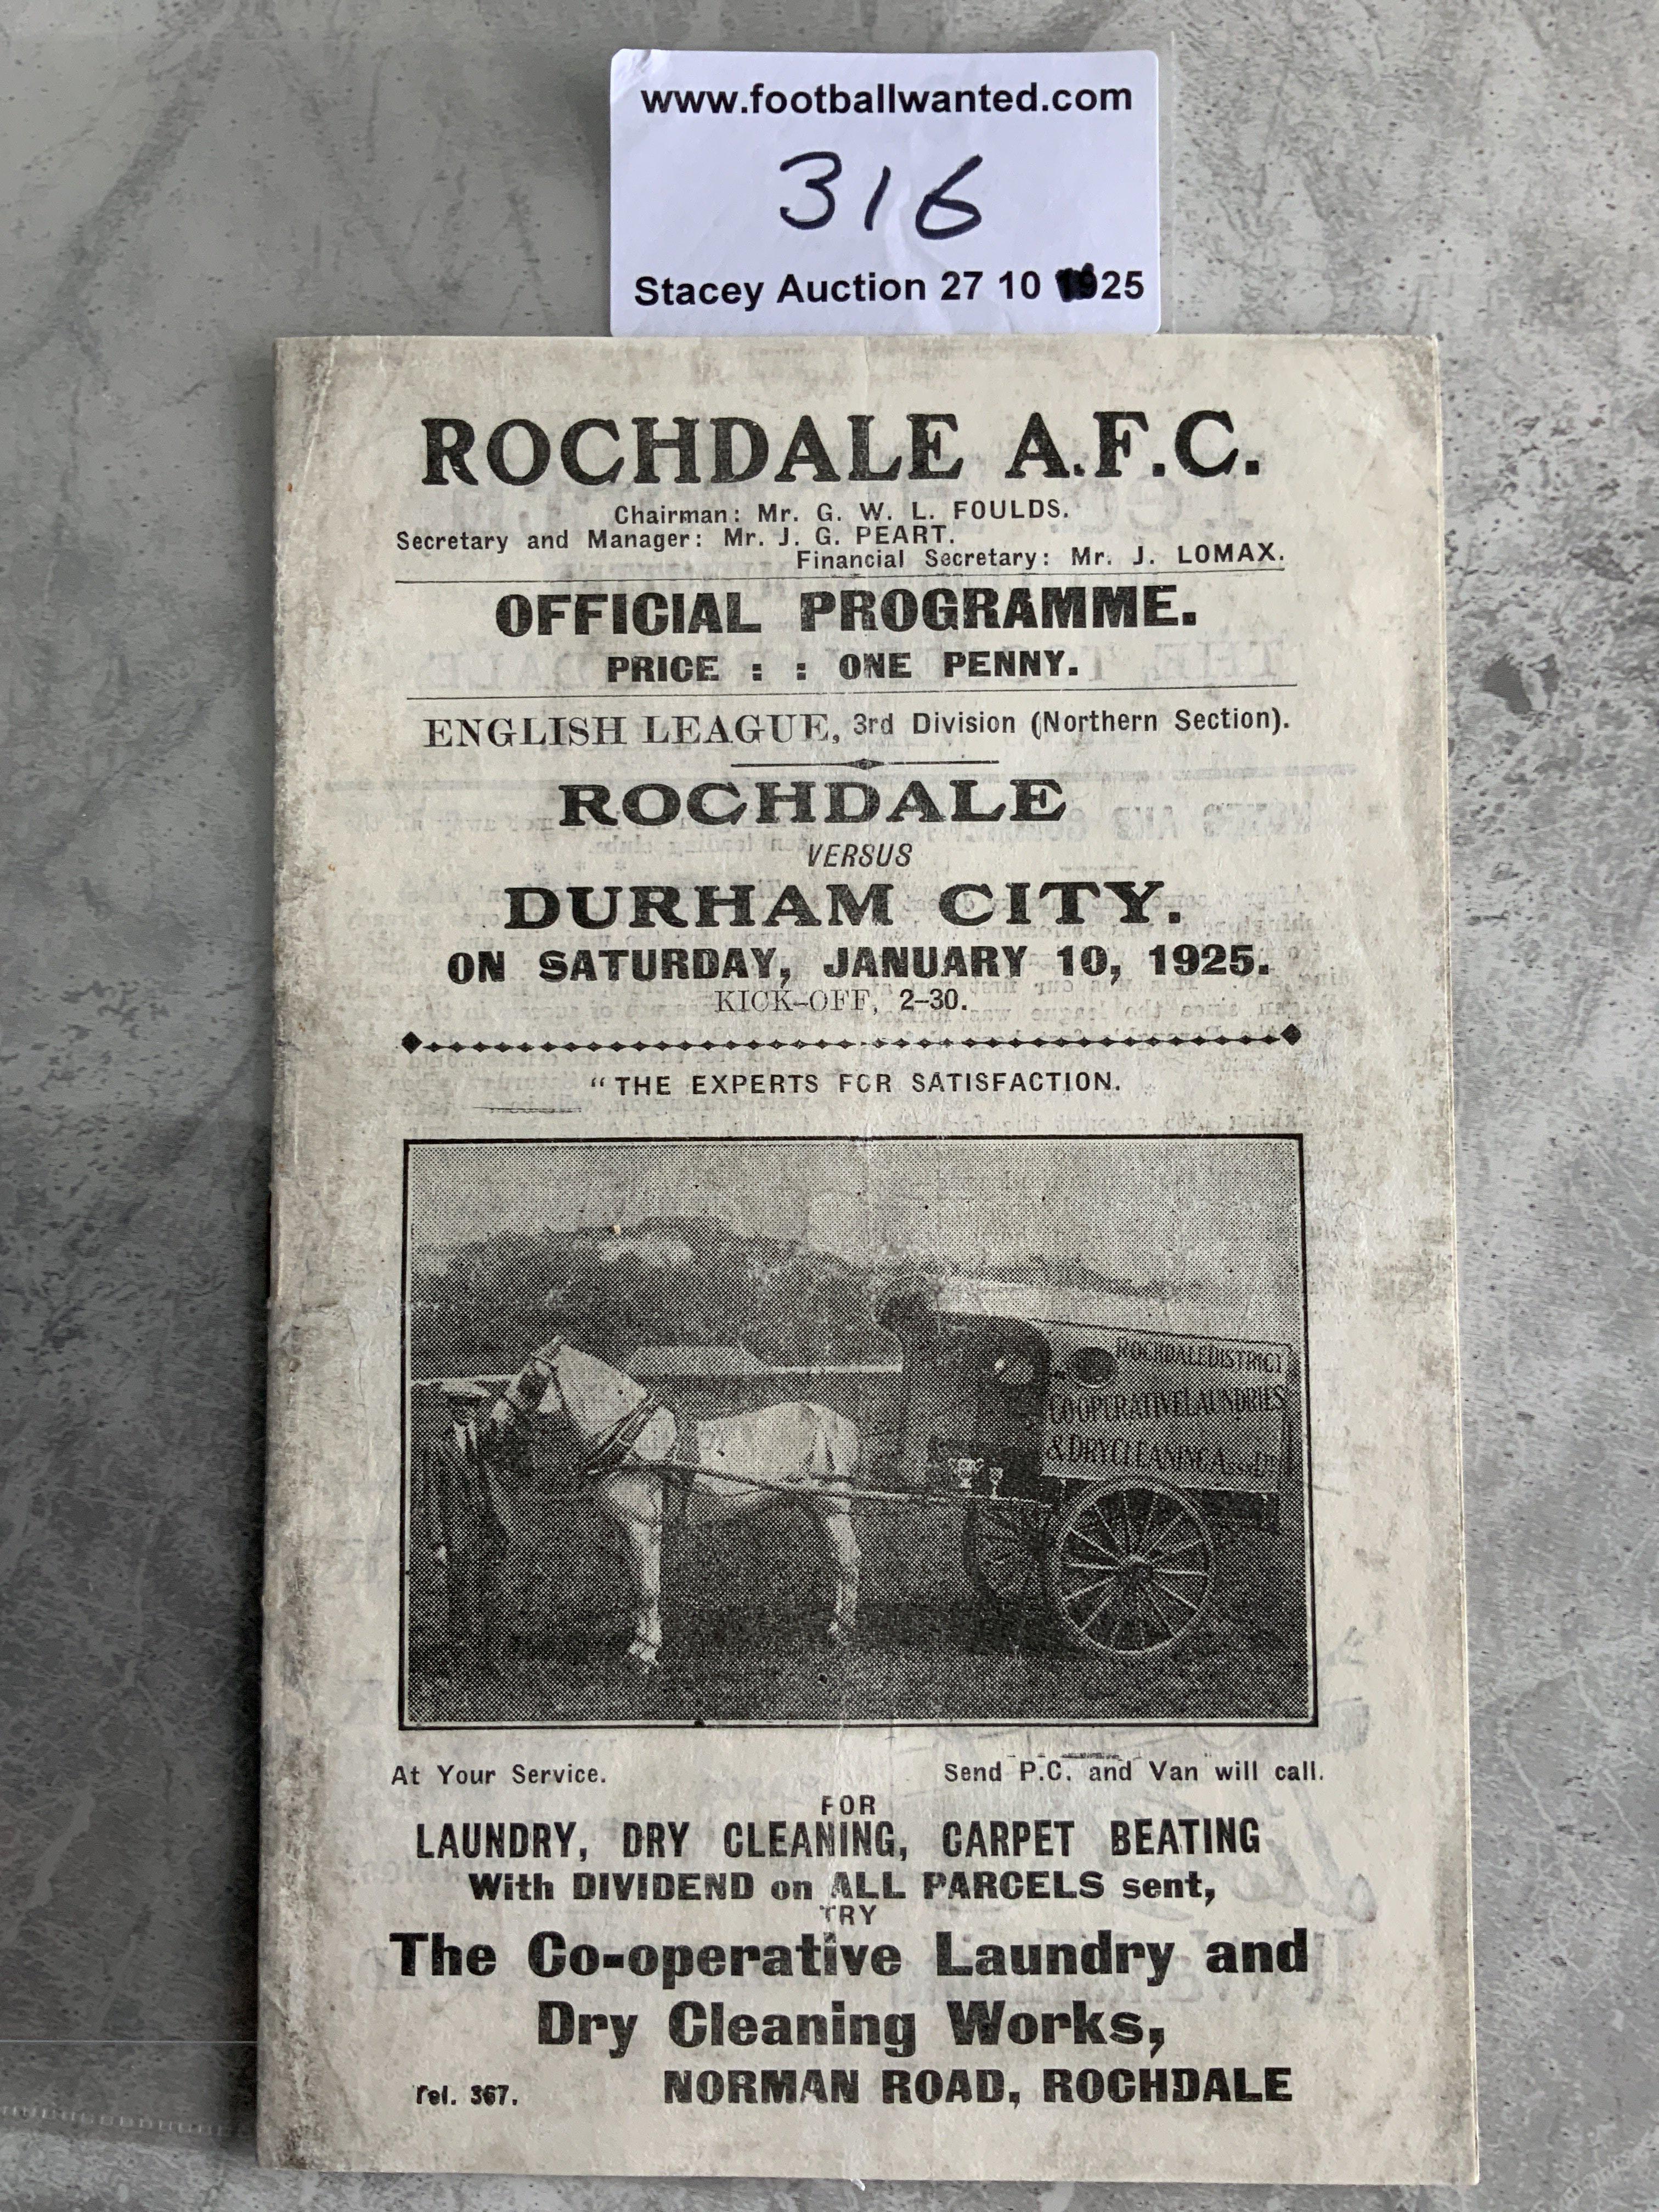 www.footballwanted.com
316
Stacey Auction 27 10 25
ROCHDALE A.F.C.
Chairman: Mr. G. W. L. FOULDS.
Secretary and Manager: Mr. J. G. PEART.
Financial Secretary: Mr. J. LOMAX.
OFFICIAL PROGRAMME.
PRICE : : ONE PENNY.
ENGLISH LEAGUE, 3rd Division (Northern Section).
ROCHDALE
VERSUS
DURHAM CITY.
ON SATURDAY, JANUARY 10, 1925.
KICK-OFF, 2-30.
"THE EXPERTS FOR SATISFACTION.
ROCHDALE DISTRICT
CO OPERATIVE LAUNDRIES
& DRY CLEANING ASSN LTD
At Your Service. Send P.C. and Van will call.
FOR
LAUNDRY, DRY CLEANING, CARPET BEATING
With DIVIDEND on ALL PARCELS sent,
TRY
The Co-operative Laundry and
Dry Cleaning Works,
Tel. 367. NORMAN ROAD, ROCHDALE